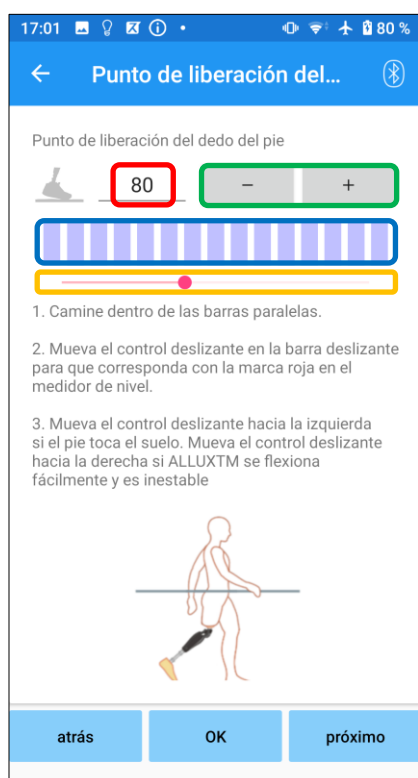 17:01 80 %
Punto de liberación del...
Punto de liberación del dedo del pie
80 − +
1. Camine dentro de las barras paralelas.
2. Mueva el control deslizante en la barra deslizante
para que corresponda con la marca roja en el
medidor de nivel.
3. Mueva el control deslizante hacia la izquierda
si el pie toca el suelo. Mueva el control deslizante
hacia la derecha si ALLUXTM se flexiona
fácilmente y es inestable
atrás OK próximo